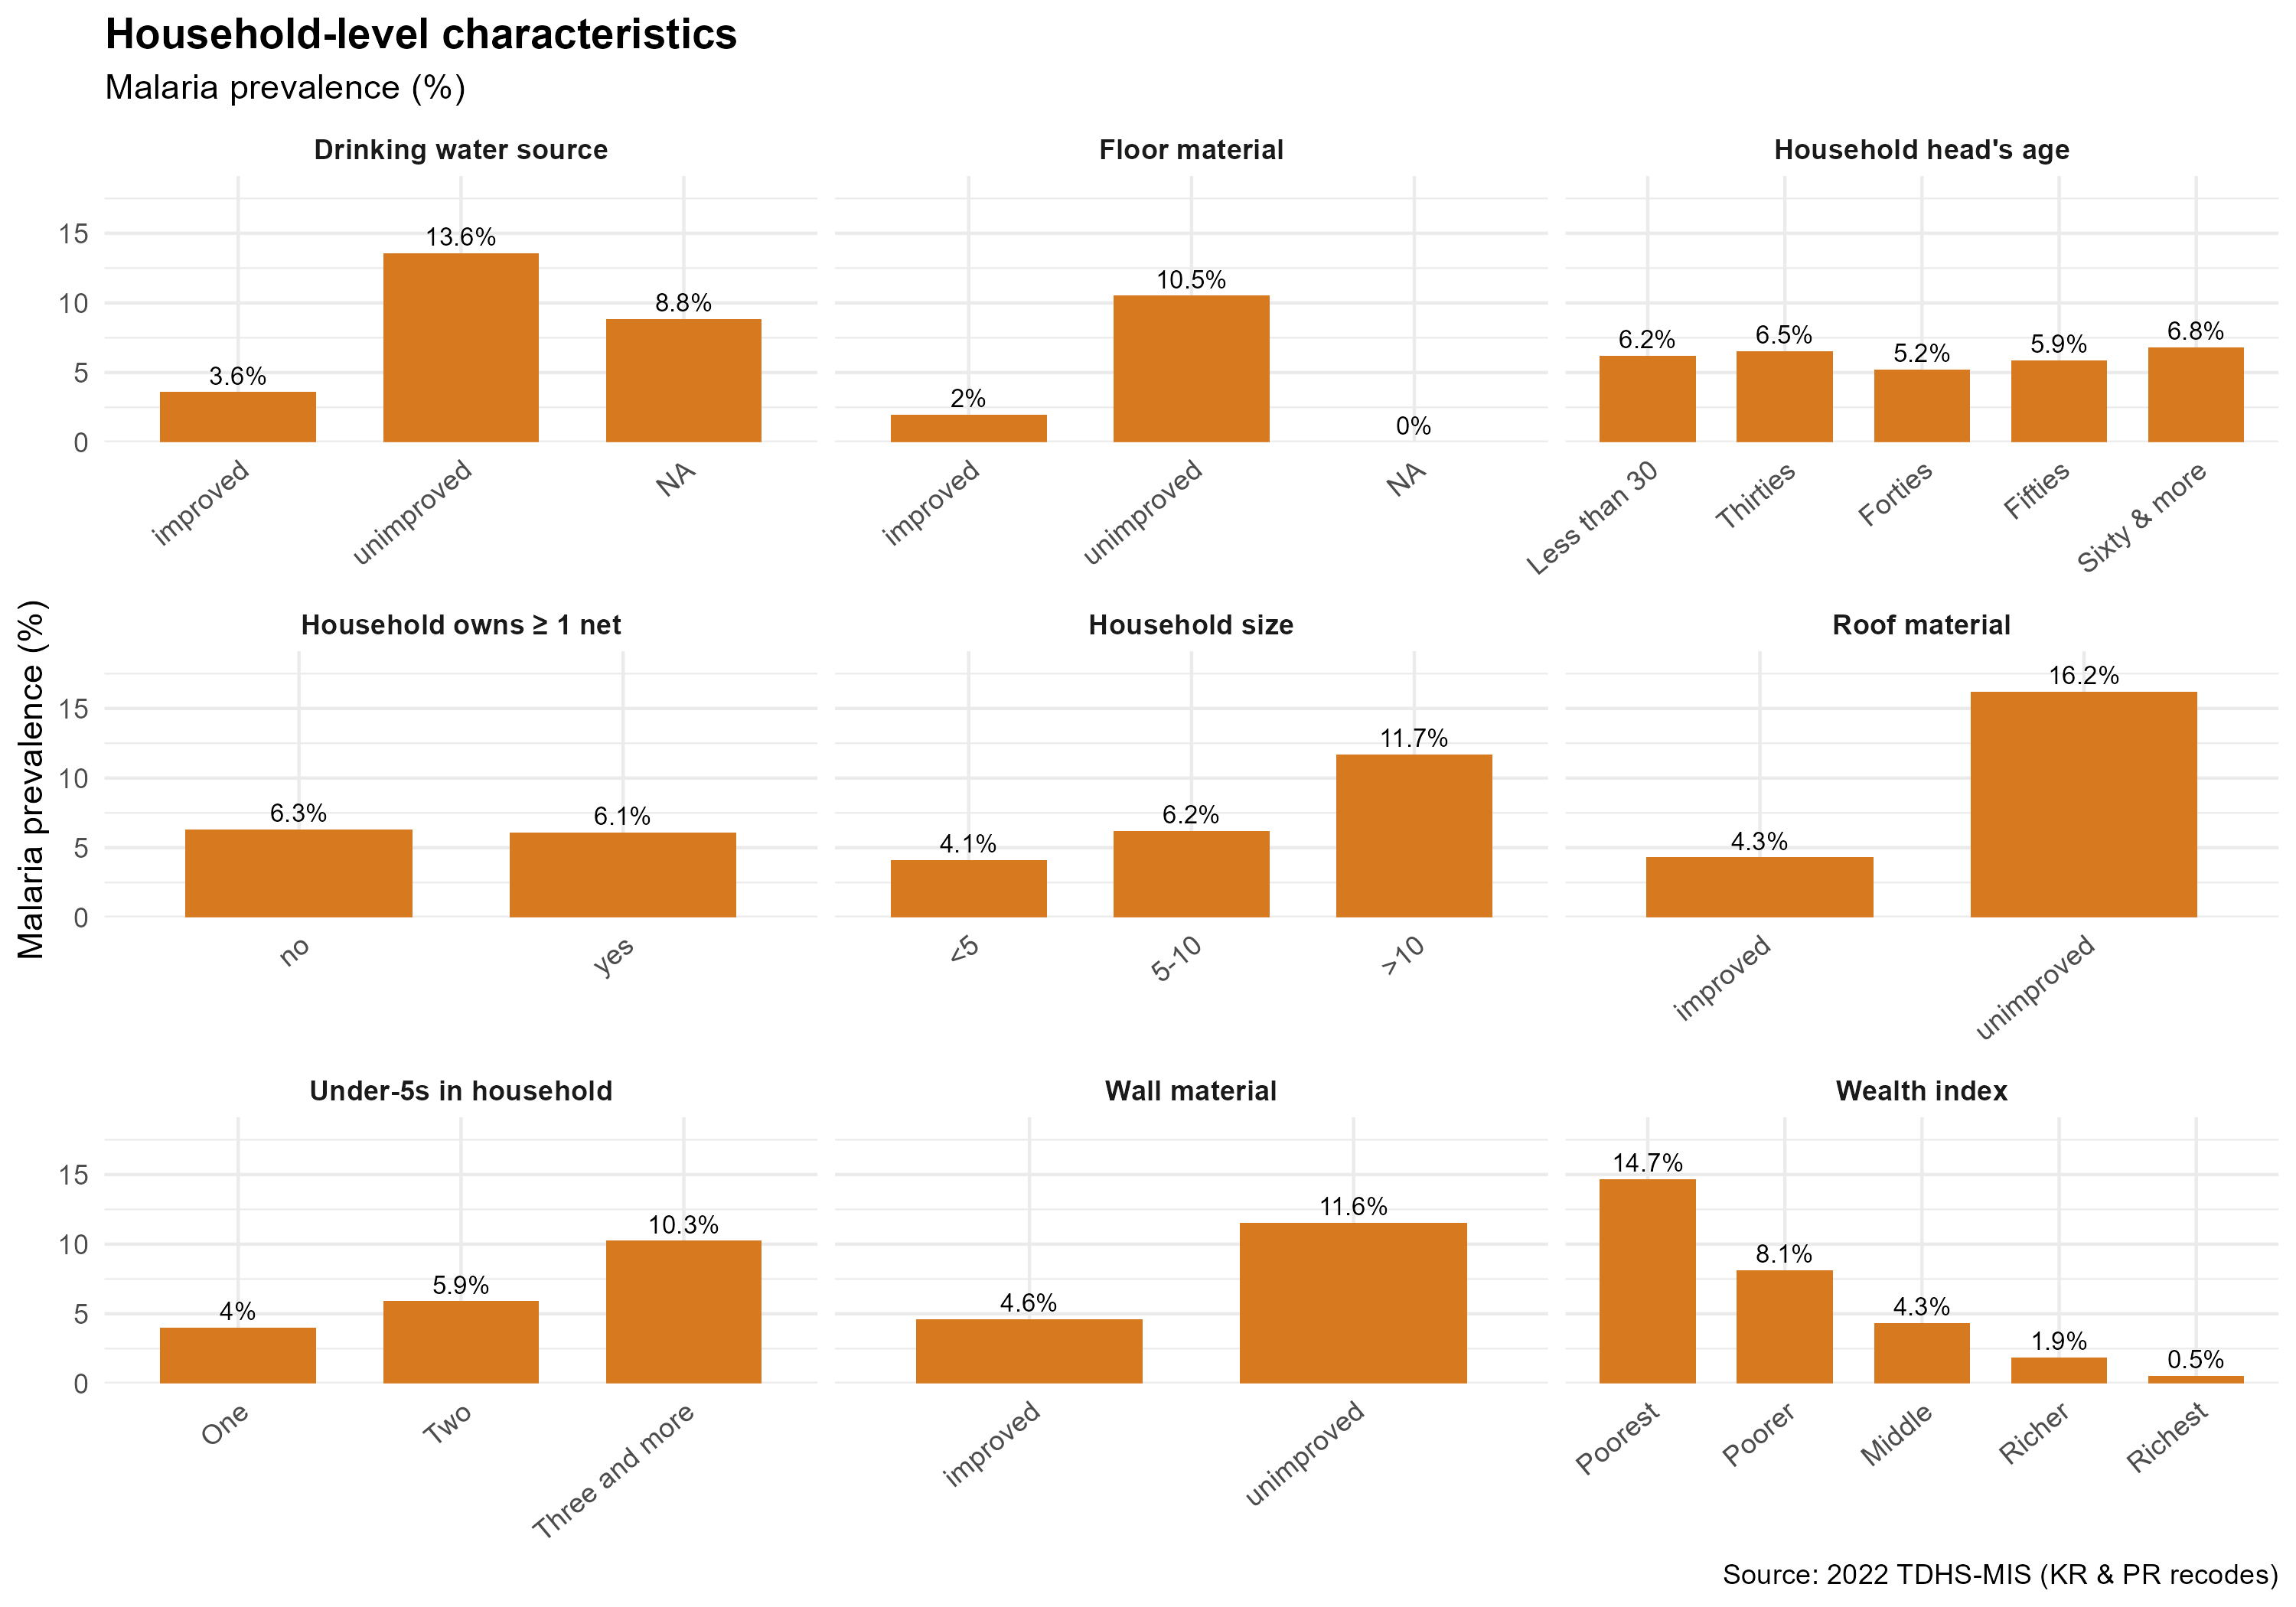 Household-level characteristics
Malaria prevalence (%)
Malaria prevalence (%)
Drinking water source
15
10
5
0
3.6%
13.6%
8.8%
improved
unimproved
NA
Floor material
2%
10.5%
0%
improved
unimproved
NA
Household head's age
6.2%
6.5%
5.2%
5.9%
6.8%
Less than 30
Thirties
Forties
Fifties
Sixty & more
Household owns ≥ 1 net
15
10
5
0
6.3%
6.1%
no
yes
Household size
4.1%
6.2%
11.7%
<5
5-10
>10
Roof material
4.3%
16.2%
improved
unimproved
Under-5s in household
15
10
5
0
4%
5.9%
10.3%
One
Two
Three and more
Wall material
4.6%
11.6%
improved
unimproved
Wealth index
14.7%
8.1%
4.3%
1.9%
0.5%
Poorest
Poorer
Middle
Richer
Richest
Source: 2022 TDHS-MIS (KR & PR recodes)